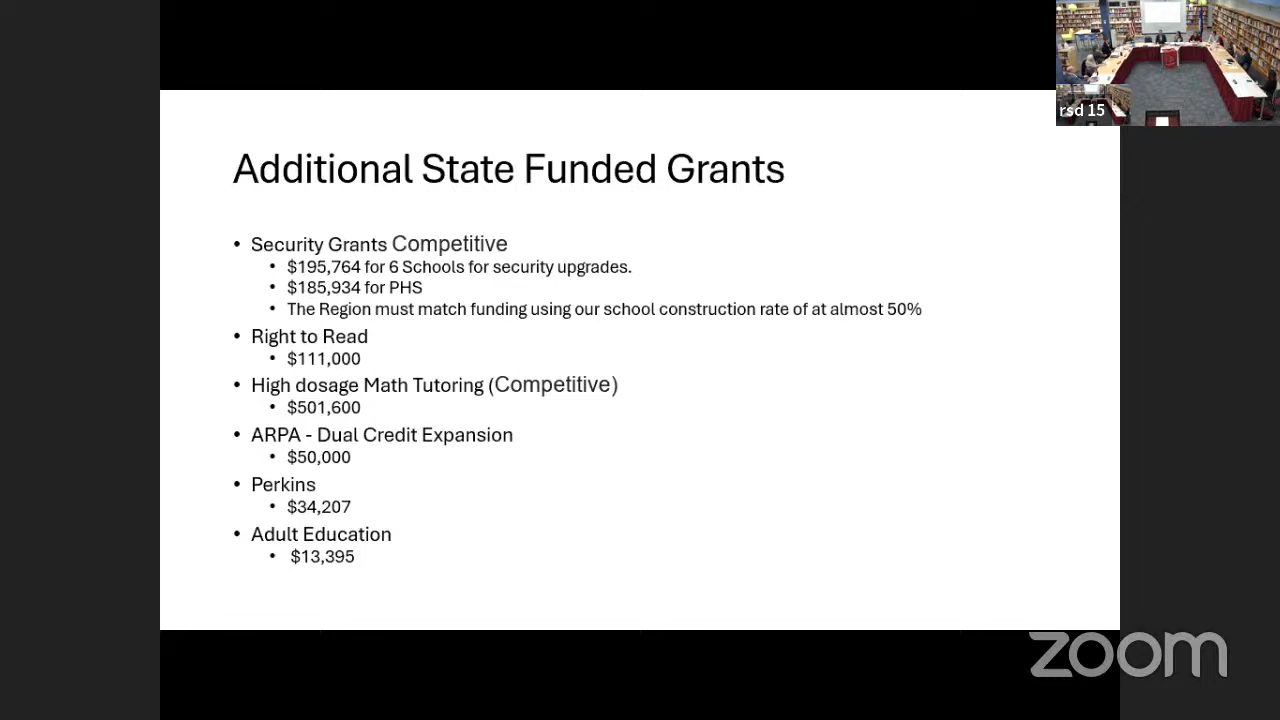 rsd 15
Additional State Funded Grants
• Security Grants Competitive
• $195,764 for 6 Schools for security upgrades.
• $185,934 for PHS
• The Region must match funding using our school construction rate of at almost 50%
• Right to Read
• $111,000
• High dosage Math Tutoring (Competitive)
• $501,600
• ARPA - Dual Credit Expansion
• $50,000
• Perkins
• $34,207
• Adult Education
• $13,395
zoom